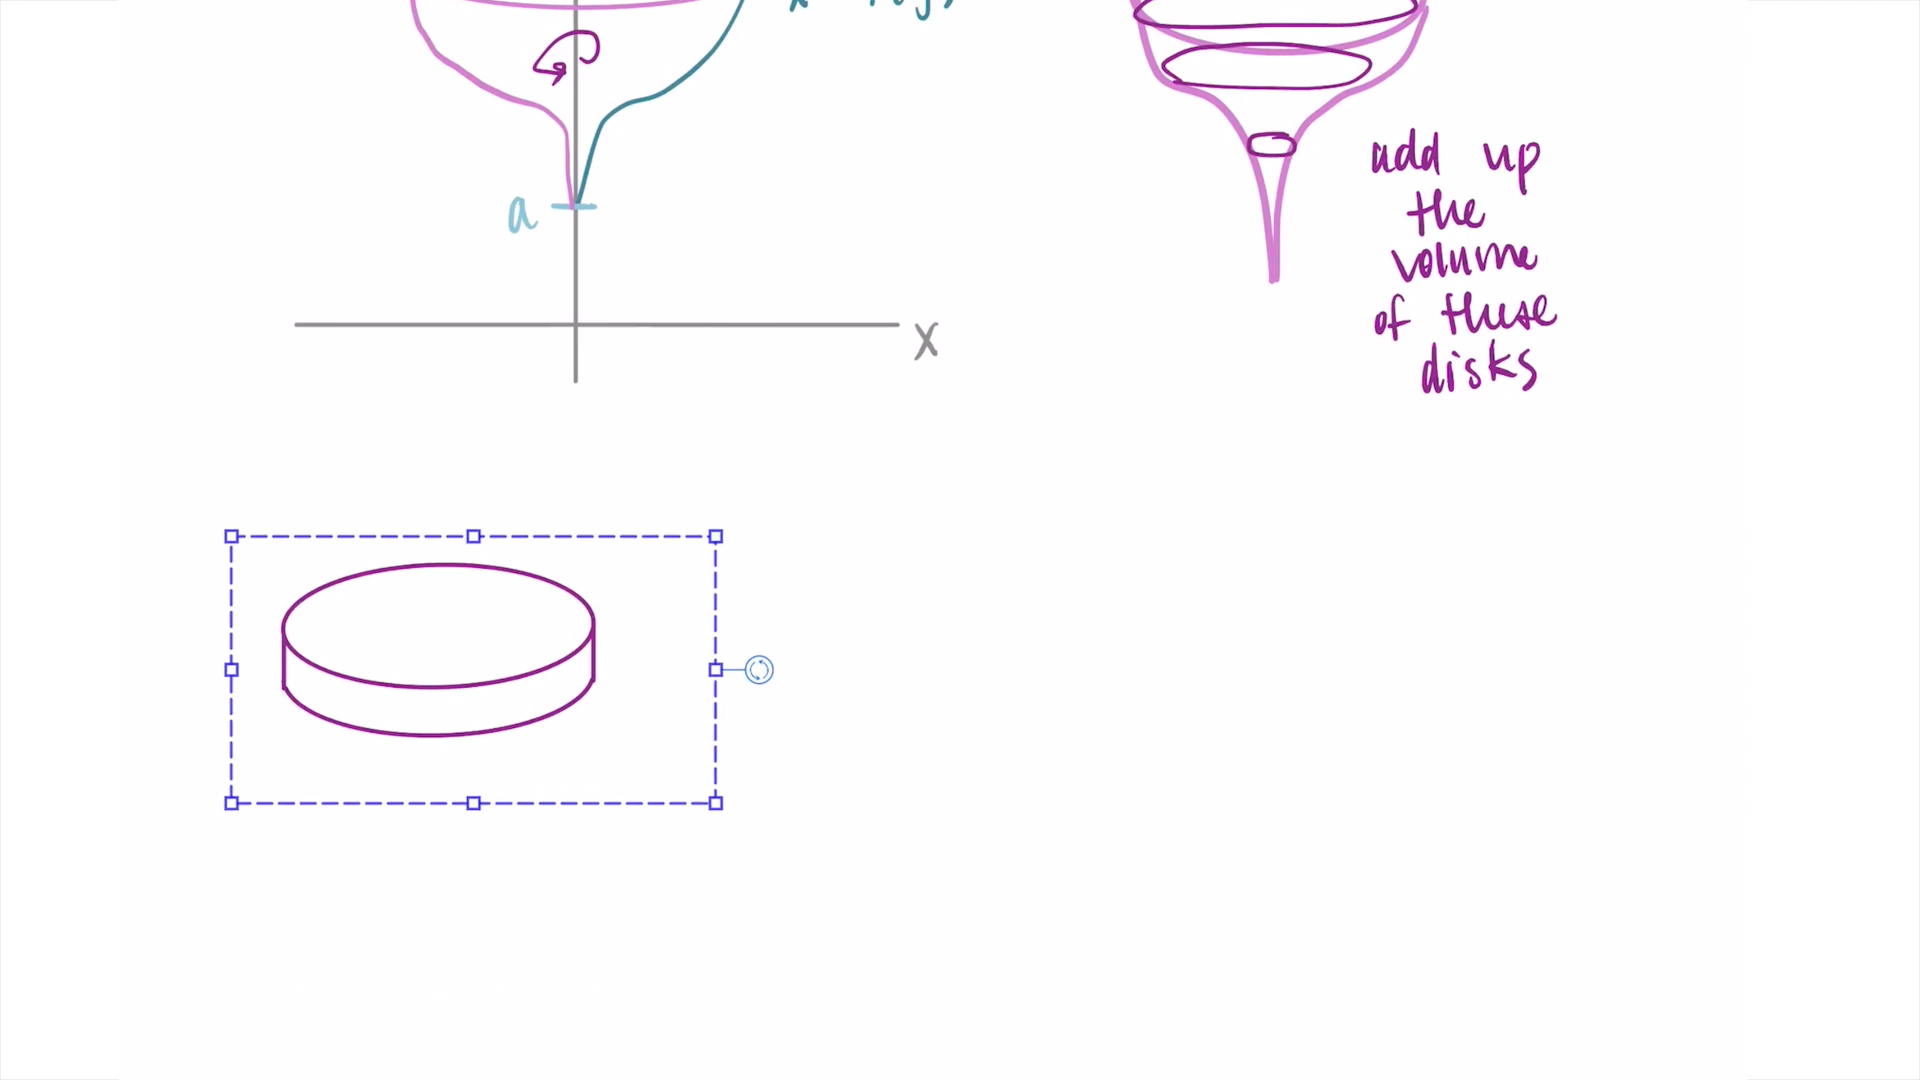 a
X
add up
the
volume
of these
disks